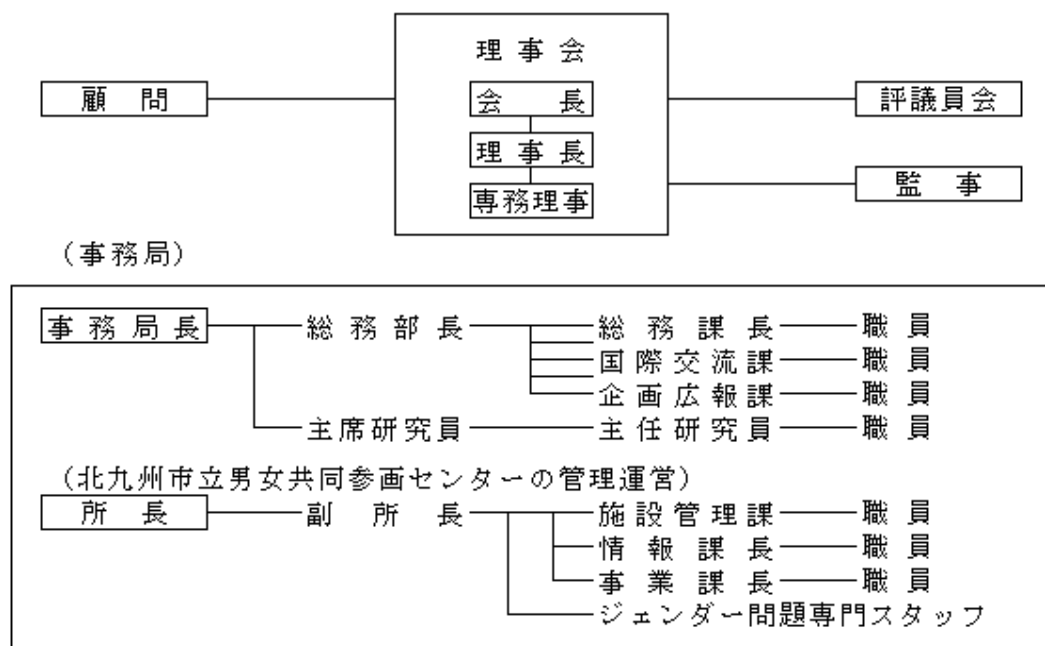 理事会
顧問 会長 評議員会
理事長
専務理事 監事
（事務局）
事務局長 総務部長 総務課長 職員
国際交流課 職員
企画広報課 職員
主席研究員 主任研究員 職員
（北九州市立男女共同参画センターの管理運営）
所長 副所長 施設管理課 職員
情報課長 職員
事業課長 職員
ジェンダー問題専門スタッフ